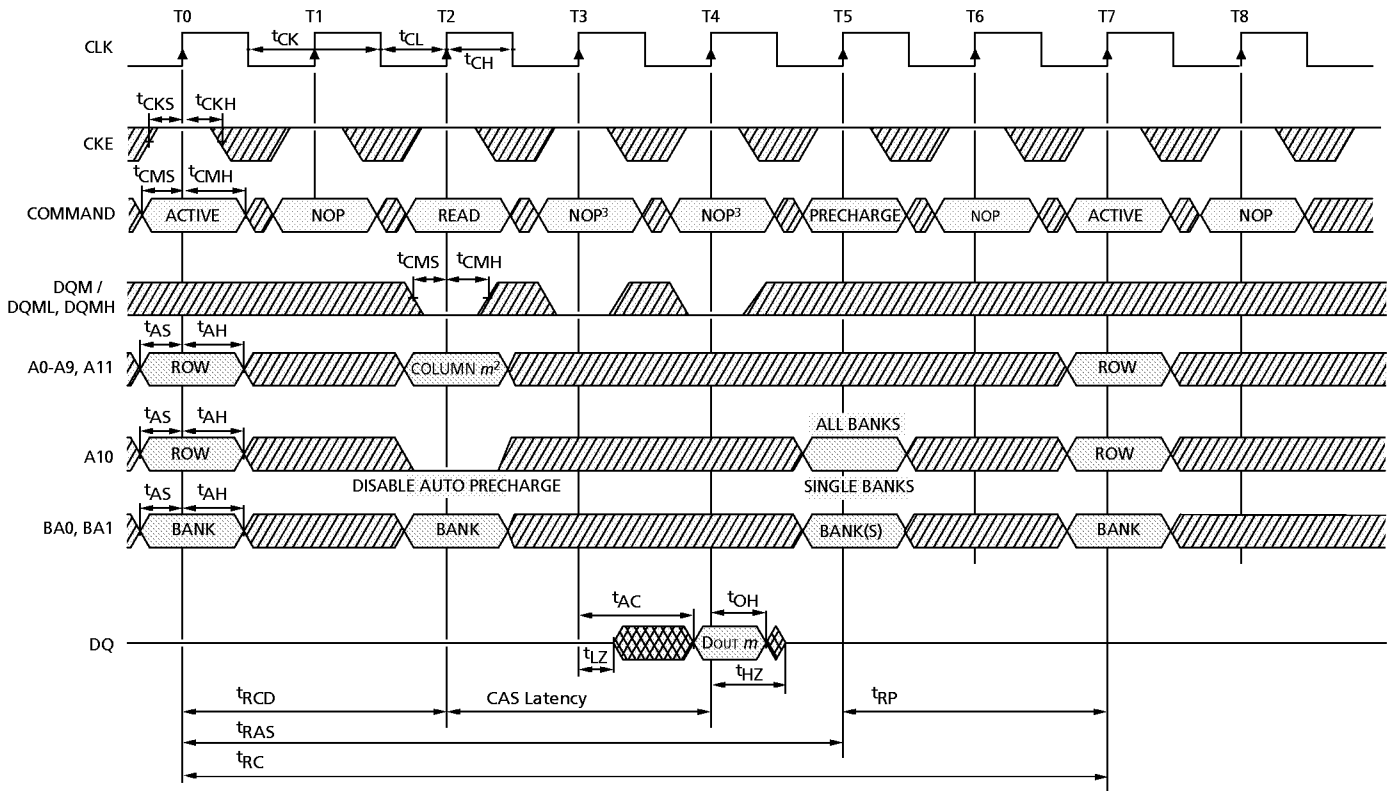 T0 T1 T2 T3 T4 T5 T6 T7 T8
CLK
tCK tCL
tCH
tCKS tCKH
CKE
tCMS tCMH
COMMAND ACTIVE NOP READ NOP³ NOP³ PRECHARGE NOP ACTIVE NOP
tCMS tCMH
DQM /
DQML, DQMH
tAS tAH
A0-A9, A11 ROW COLUMN m² ROW
tAS tAH
ALL BANKS
A10 ROW ROW
DISABLE AUTO PRECHARGE SINGLE BANKS
tAS tAH
BA0, BA1 BANK BANK BANK(S) BANK
tAC tOH
DQ DOUT m
tLZ
tHZ
tRCD CAS Latency tRP
tRAS
tRC